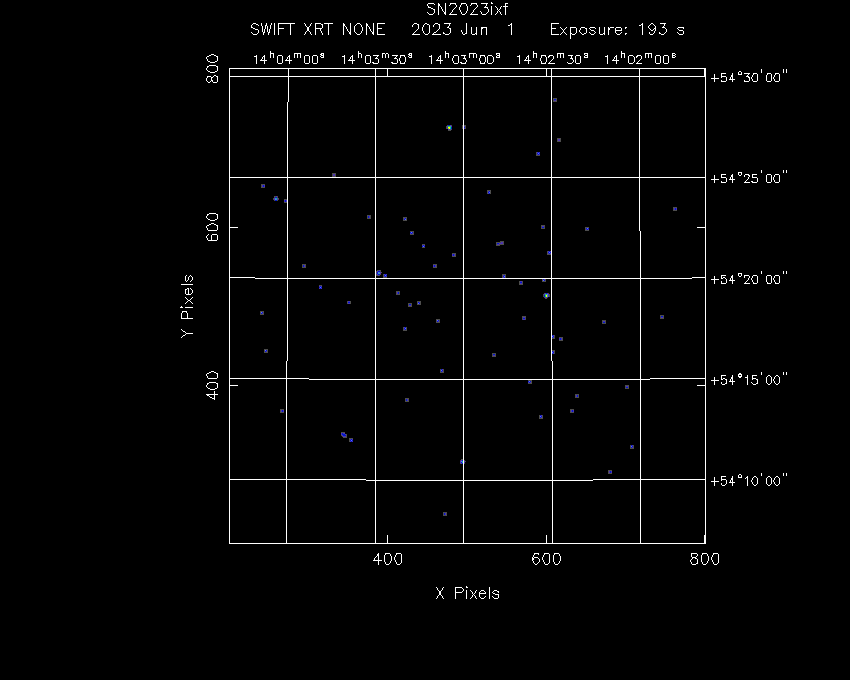 SN2023ixf
SWIFT XRT NONE 2023 Jun 1 Exposure: 193 s
14ʰ04ᵐ00ˢ 14ʰ03ᵐ30ˢ 14ʰ03ᵐ00ˢ 14ʰ02ᵐ30ˢ 14ʰ02ᵐ00ˢ
800
600
400
Y Pixels
+54°30'00"
+54°25'00"
+54°20'00"
+54°15'00"
+54°10'00"
400 600 800
X Pixels